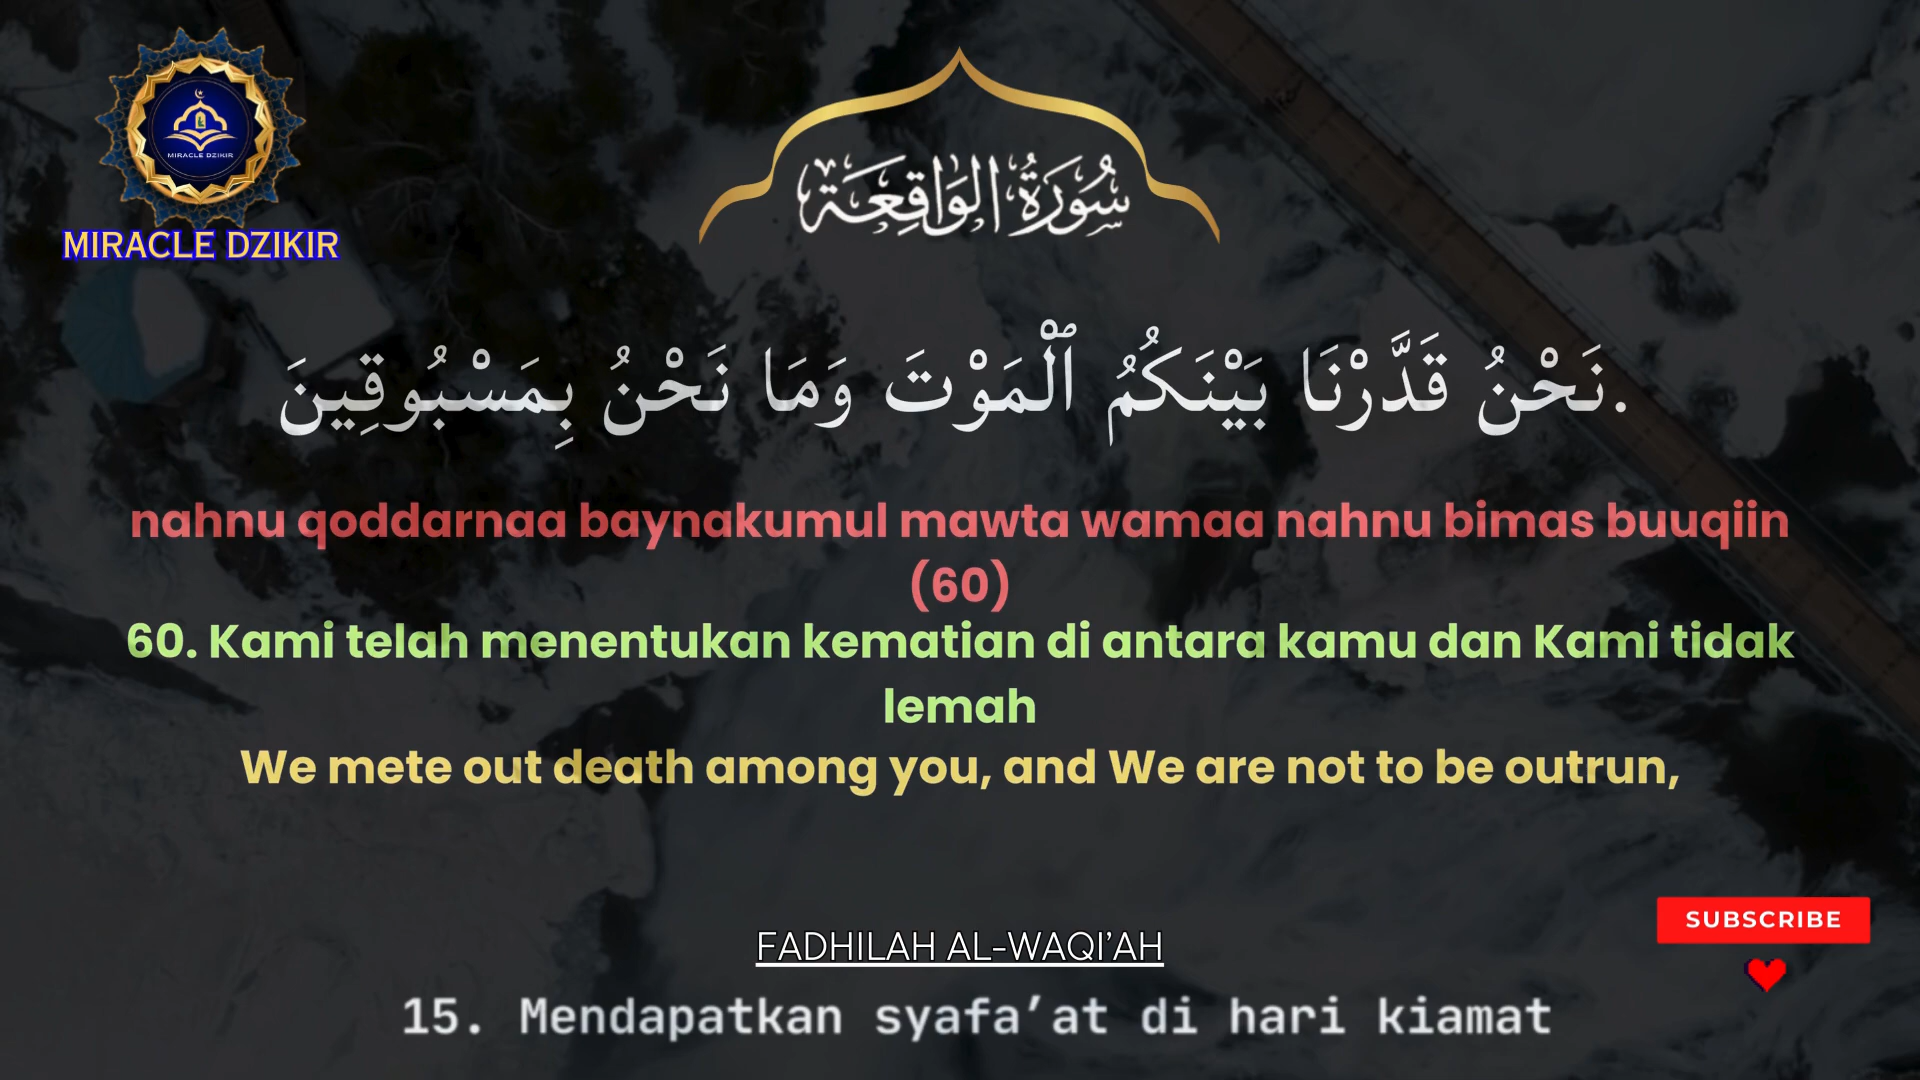 MIRACLE DZIKIR
MIRACLE DZIKIR
سُورَةُ الوَاقِعَة
نَحْنُ قَدَّرْنَا بَيْنَكُمُ ٱلْمَوْتَ وَمَا نَحْنُ بِمَسْبُوقِينَ.
nahnu qoddarnaa baynakumul mawta wamaa nahnu bimas buuqiin
(60)
60. Kami telah menentukan kematian di antara kamu dan Kami tidak
lemah
We mete out death among you, and We are not to be outrun,
SUBSCRIBE
FADHILAH AL-WAQI’AH
15. Mendapatkan syafa’at di hari kiamat